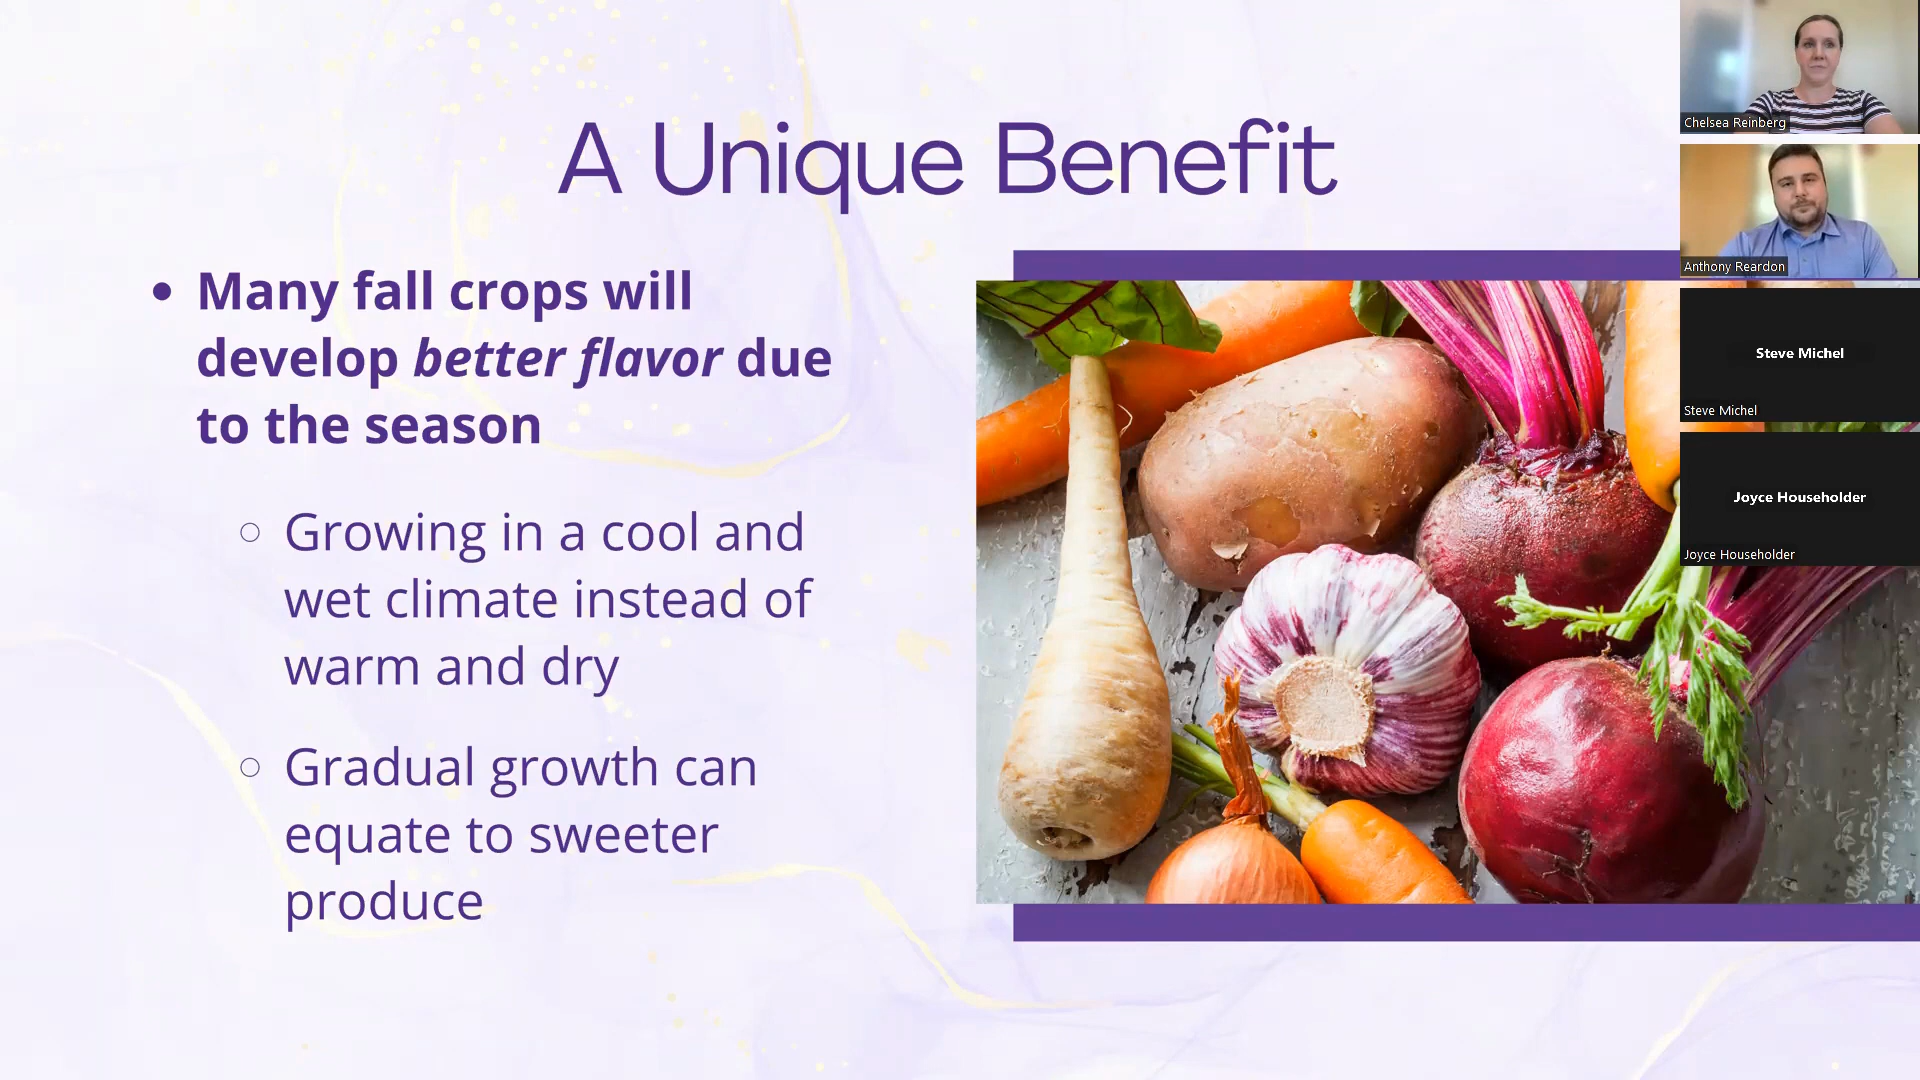 A Unique Benefit
• Many fall crops will
develop better flavor due
to the season
○ Growing in a cool and
wet climate instead of
warm and dry
○ Gradual growth can
equate to sweeter
produce
Chelsea Reinberg
Anthony Reardon
Steve Michel
Steve Michel
Joyce Householder
Joyce Householder